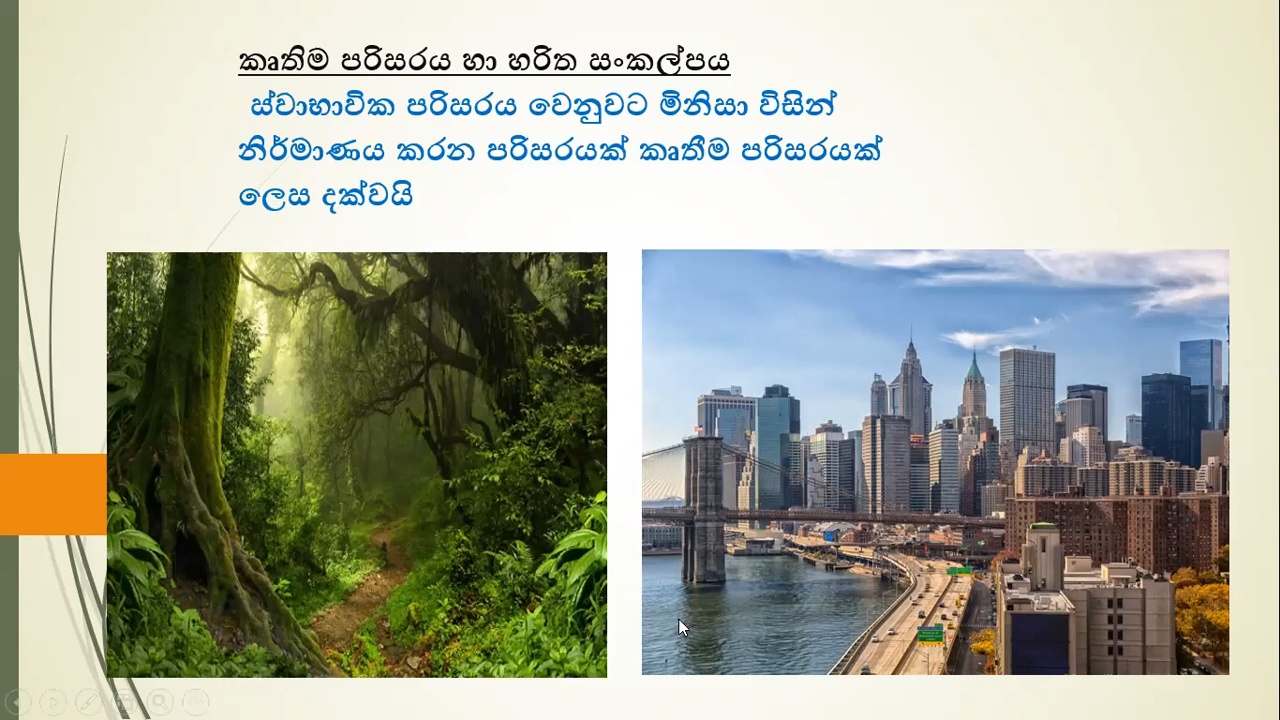 කෘතිම පරිසරය හා හරිත සංකල්පය
ස්වාභාවික පරිසරය වෙනුවට මිනිසා විසින්
නිර්මාණය කරන පරිසරයක් කෘතීම පරිසරයක්
ලෙස දක්වයි